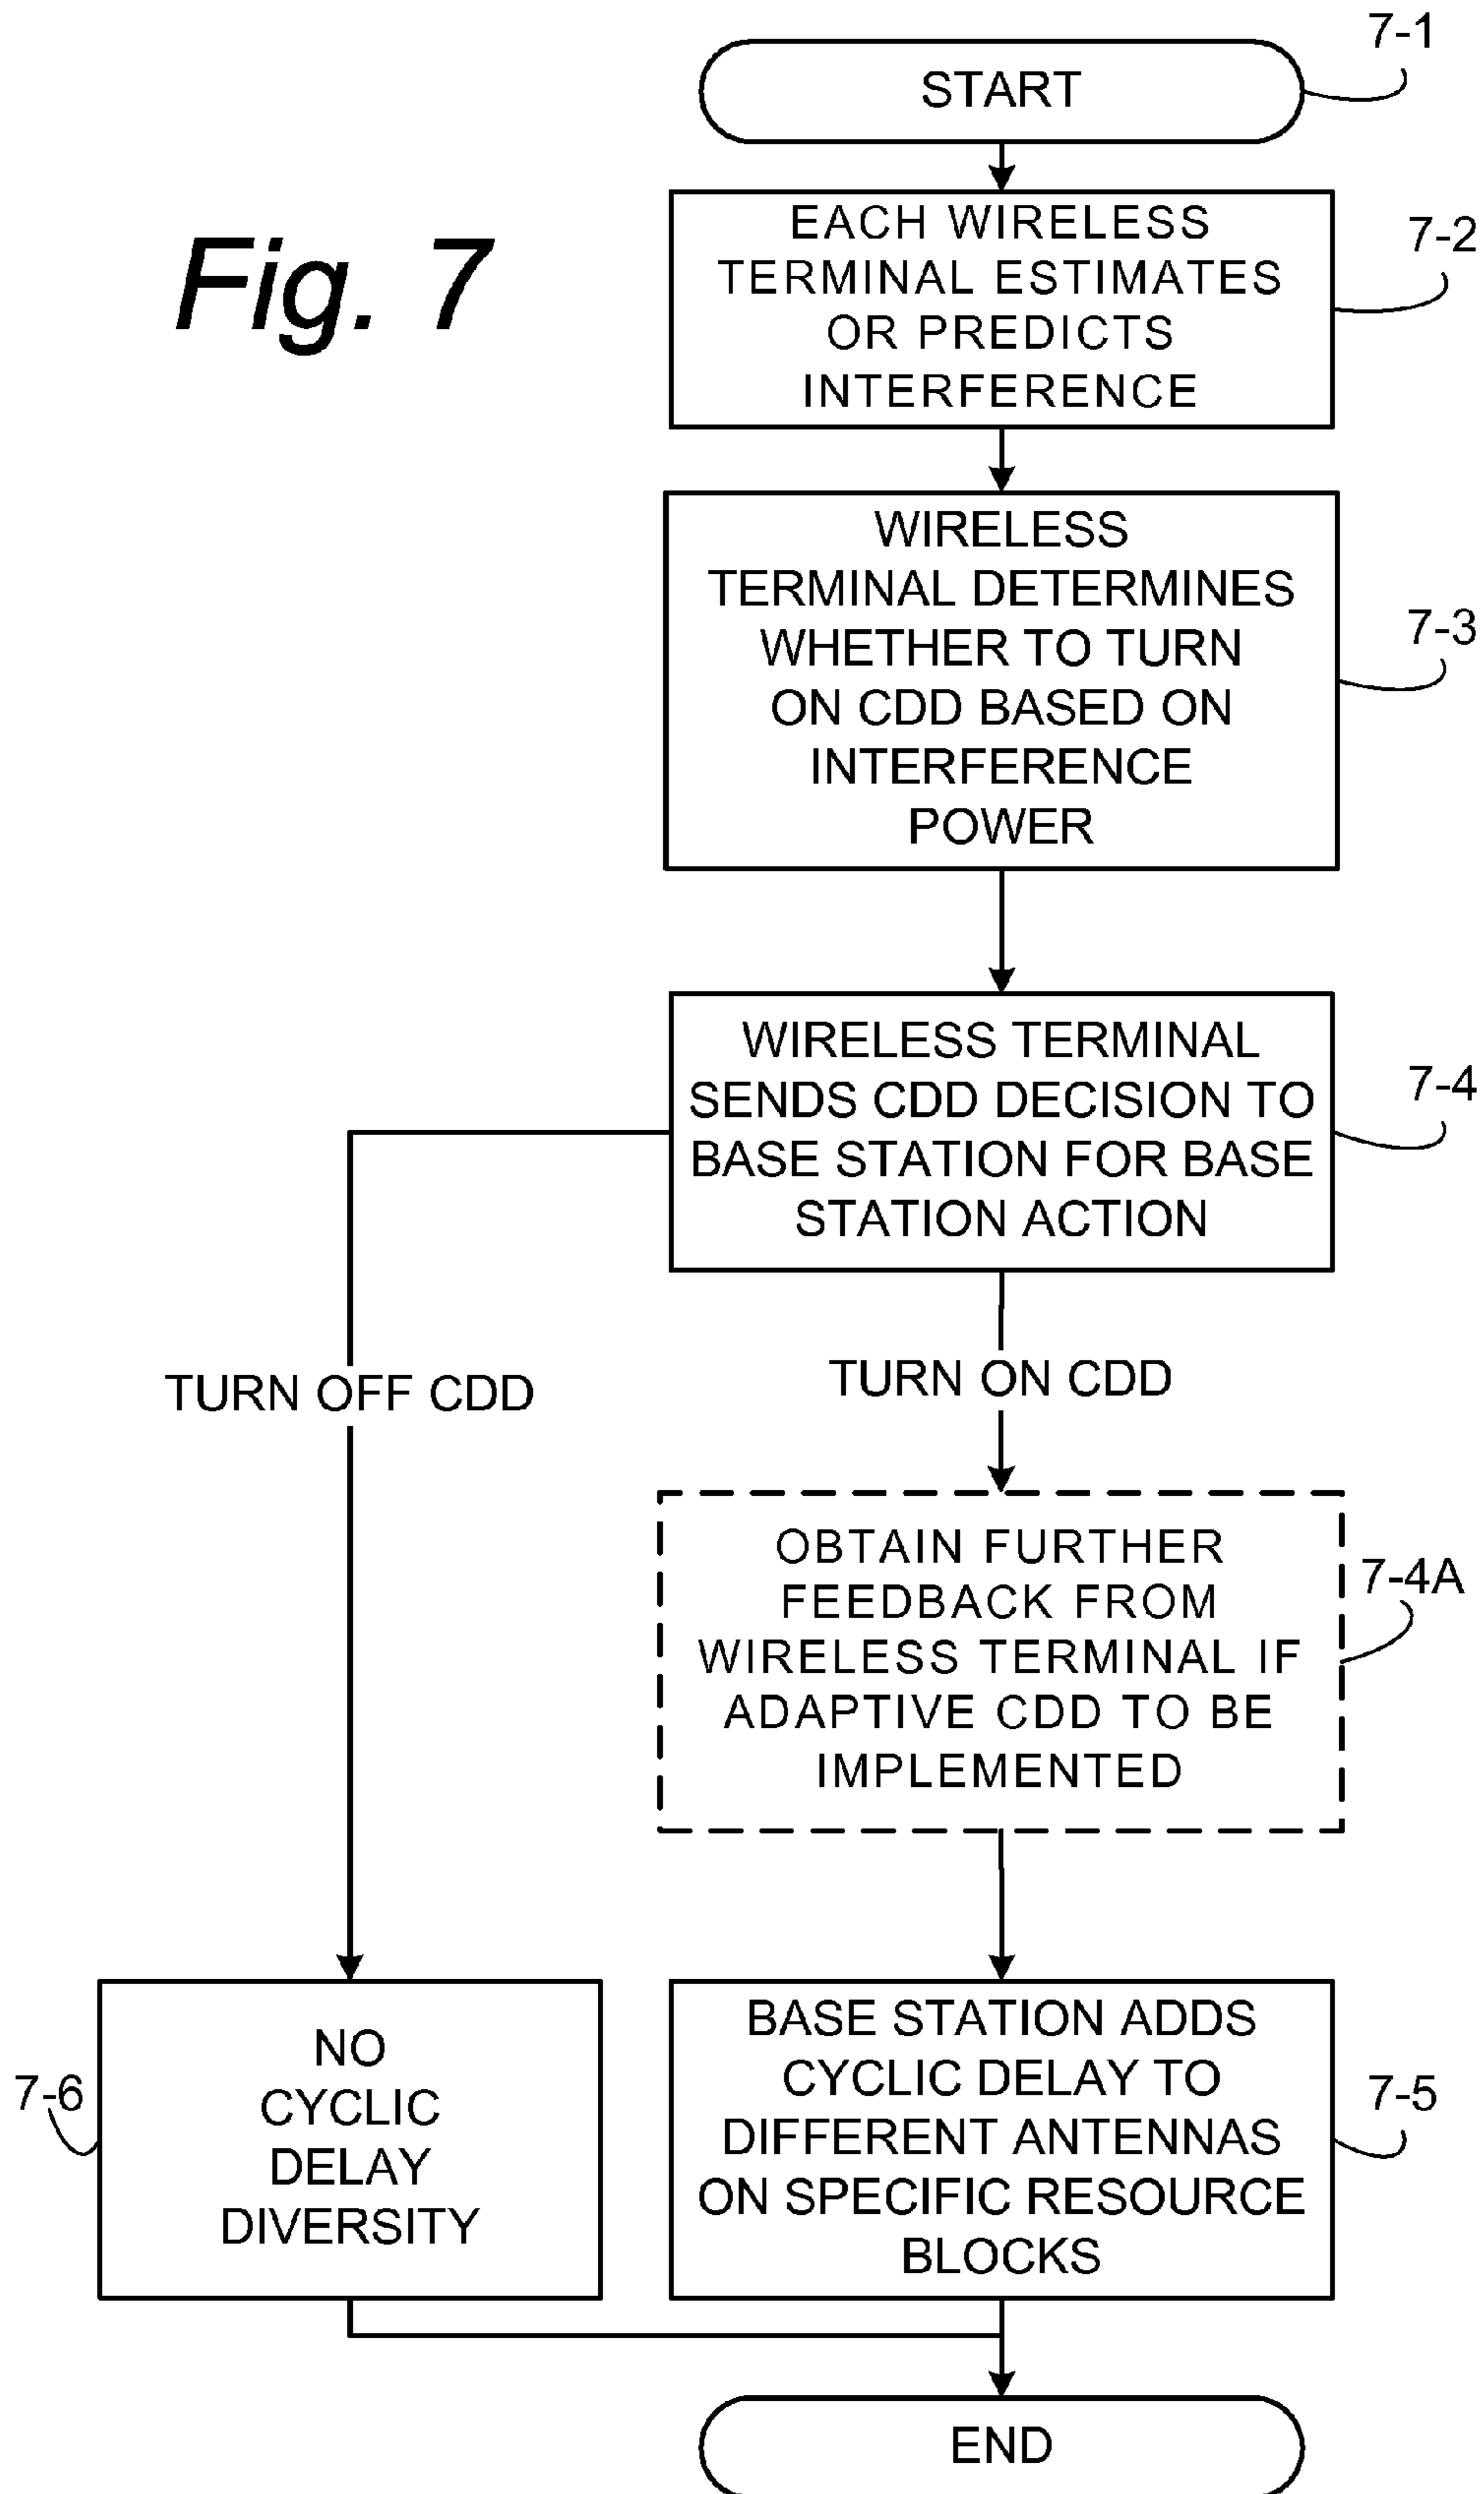 Fig. 7
START
7-1
EACH WIRELESS
TERMINAL ESTIMATES
OR PREDICTS
INTERFERENCE
7-2
WIRELESS
TERMINAL DETERMINES
WHETHER TO TURN
ON CDD BASED ON
INTERFERENCE
POWER
7-3
WIRELESS TERMINAL
SENDS CDD DECISION TO
BASE STATION FOR BASE
STATION ACTION
7-4
TURN OFF CDD
TURN ON CDD
OBTAIN FURTHER
FEEDBACK FROM
WIRELESS TERMINAL IF
ADAPTIVE CDD TO BE
IMPLEMENTED
7-4A
NO
CYCLIC
DELAY
DIVERSITY
7-6
BASE STATION ADDS
CYCLIC DELAY TO
DIFFERENT ANTENNAS
ON SPECIFIC RESOURCE
BLOCKS
7-5
END